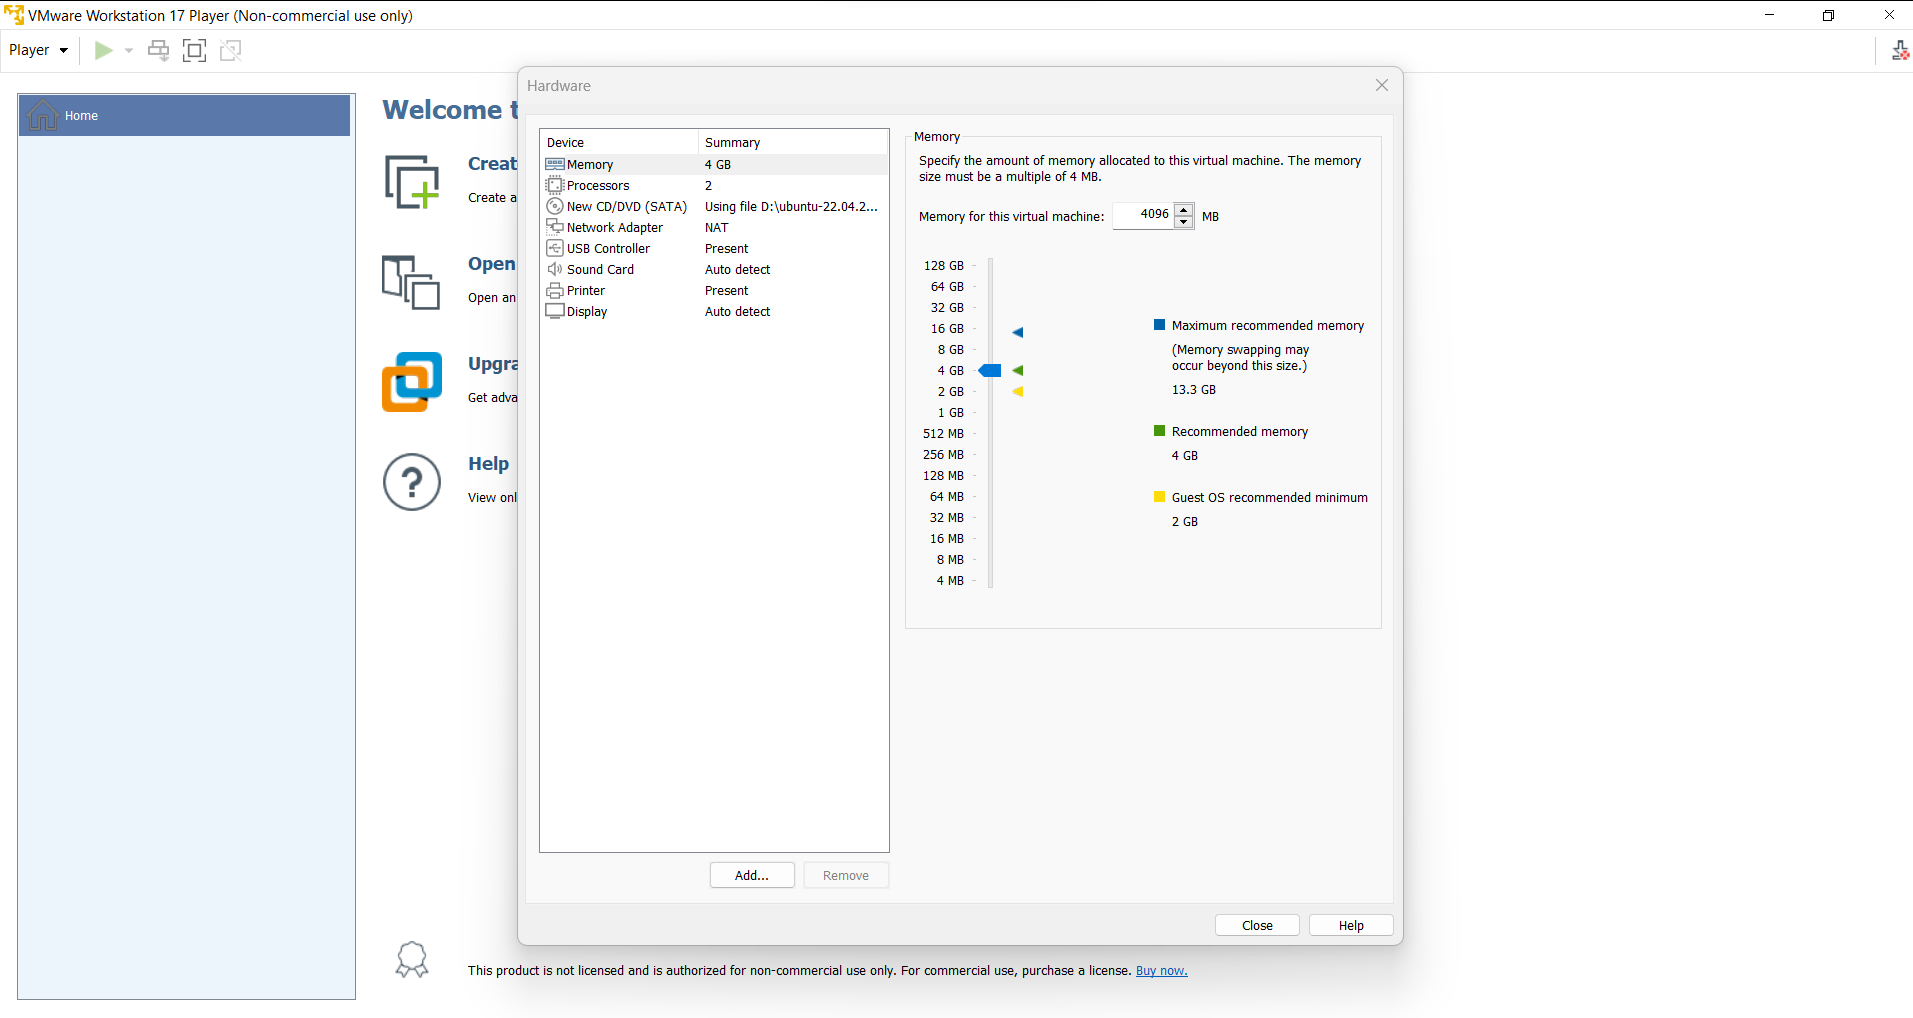 VMware Workstation 17 Player (Non-commercial use only)
Player
Home
Welcome t
Creat
Create a
Open
Open an
Upgra
Get adva
Help
View onl
This product is not licensed and is authorized for non-commercial use only. For commercial use, purchase a license. Buy now.
Hardware
Device Summary
Memory 4 GB
Processors 2
New CD/DVD (SATA) Using file D:\ubuntu-22.04.2...
Network Adapter NAT
USB Controller Present
Sound Card Auto detect
Printer Present
Display Auto detect
Add...
Remove
Memory
Specify the amount of memory allocated to this virtual machine. The memory
size must be a multiple of 4 MB.
Memory for this virtual machine: 4096 MB
128 GB
64 GB
32 GB
16 GB
8 GB
4 GB
2 GB
1 GB
512 MB
256 MB
128 MB
64 MB
32 MB
16 MB
8 MB
4 MB
Maximum recommended memory
(Memory swapping may
occur beyond this size.)
13.3 GB
Recommended memory
4 GB
Guest OS recommended minimum
2 GB
Close
Help